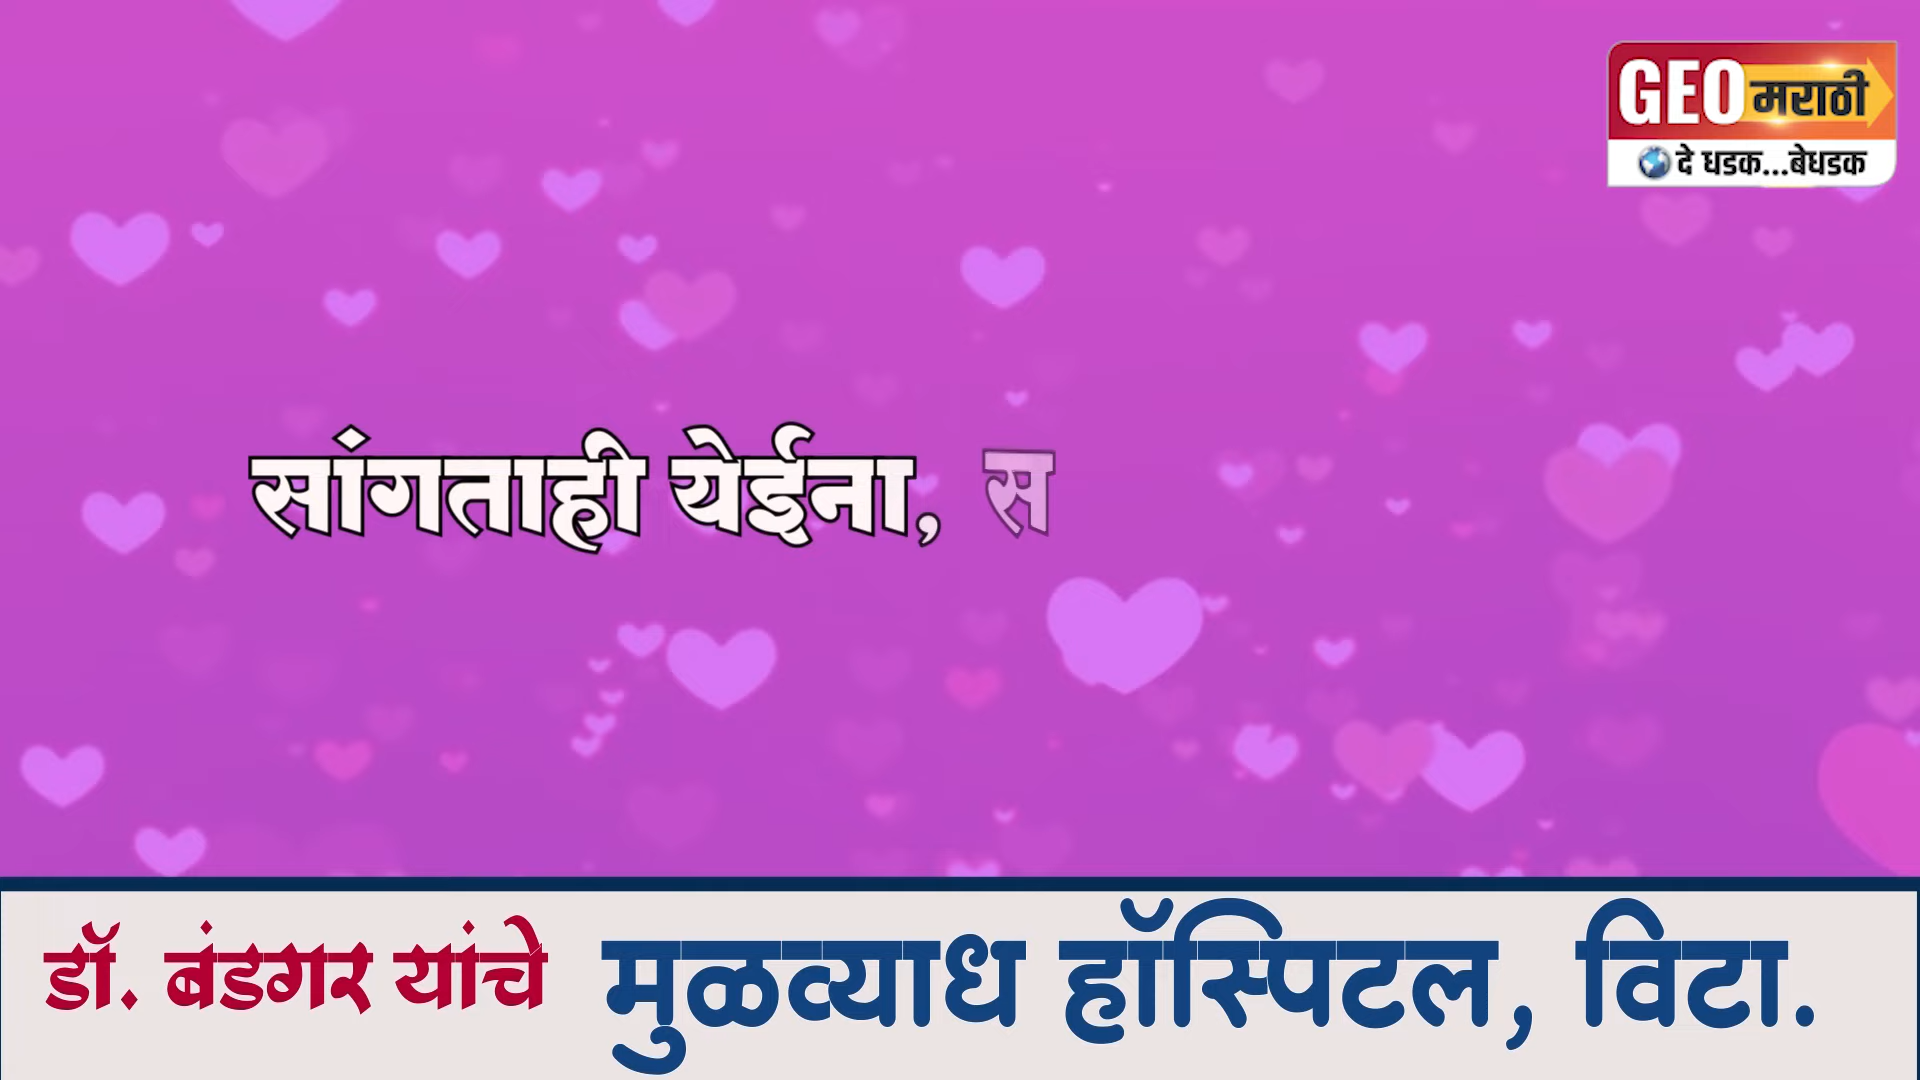 GEO मराठी
दे धडक...बेधडक
सांगताही येईना, स
डॉ. बंडगर यांचे मुळव्याध हॉस्पिटल, विटा.